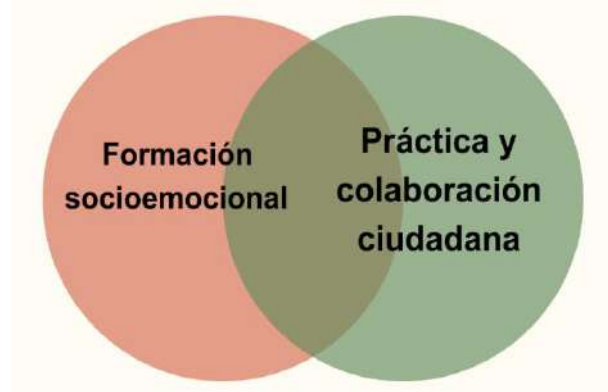 Formación
socioemocional
Práctica y
colaboración
ciudadana